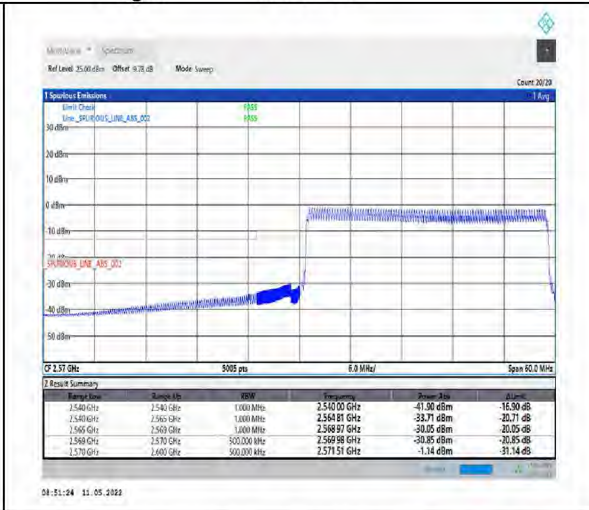 MultiView Spectrum
Ref Level 25.00 dBm Offset 9.78 dB Mode Sweep
Count 20/20
1 Spurious Emissions 1 Avg
Limit Check PASS
Line _SPURIOUS_LINE_ABS_002 PASS
30 dBm
20 dBm
10 dBm
0 dBm
-10 dBm
-20 dBm
_SPURIOUS_LINE_ABS_002
-30 dBm
-40 dBm
-50 dBm
CF 2.57 GHz 5005 pts 6.0 MHz/ Span 60.0 MHz
2 Result Summary
Range Low Range Up RBW Frequency Power Abs ΔLimit
2.540 GHz 2.540 GHz 1.000 MHz 2.540 00 GHz -41.90 dBm -16.90 dB
2.540 GHz 2.565 GHz 1.000 MHz 2.564 81 GHz -33.71 dBm -20.71 dB
2.565 GHz 2.569 GHz 1.000 MHz 2.568 97 GHz -30.05 dBm -20.05 dB
2.569 GHz 2.570 GHz 500.000 kHz 2.569 98 GHz -30.85 dBm -20.85 dB
2.570 GHz 2.600 GHz 500.000 kHz 2.571 51 GHz -1.14 dBm -31.14 dB
08:51:24 11.05.2022